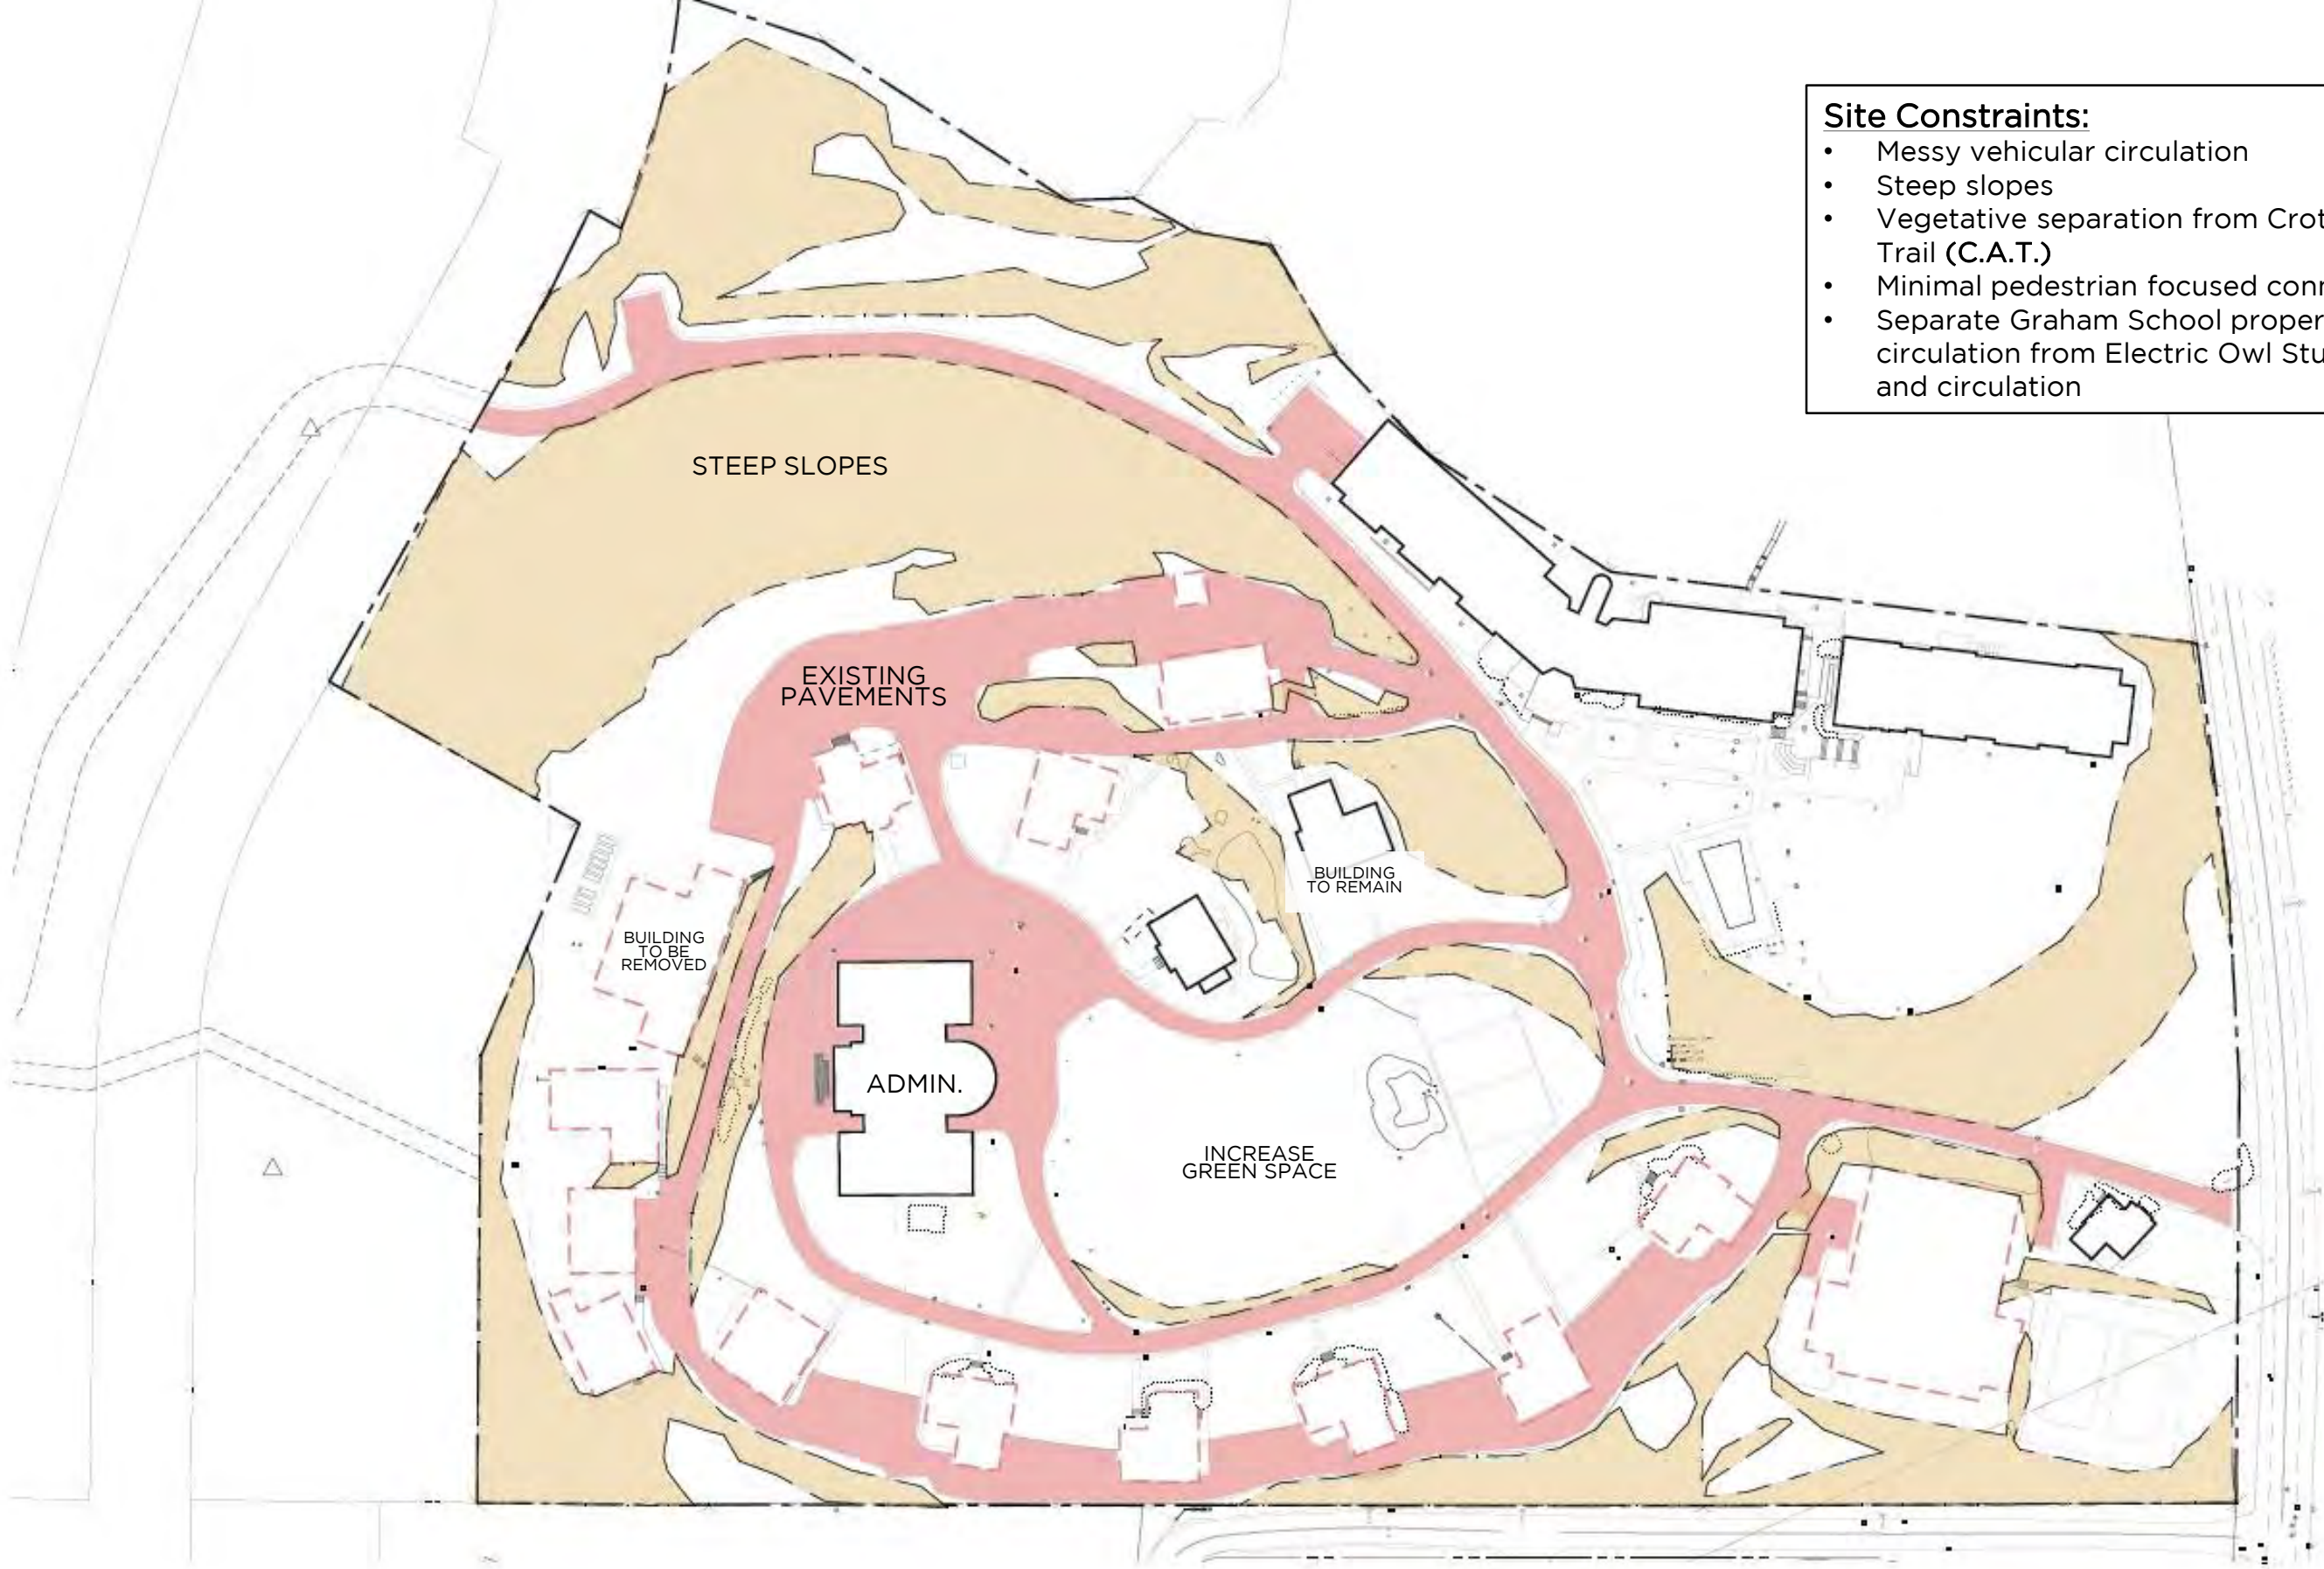 Site Constraints:
• Messy vehicular circulation
• Steep slopes
• Vegetative separation from
Trail (C.A.T.)
• Minimal pedestrian focused
• Separate Graham School
circulation from Electric Owl
and circulation
STEEP SLOPES
EXISTING
PAVEMENTS
BUILDING
TO REMAIN
BUILDING
TO BE
REMOVED
ADMIN.
INCREASE
GREEN SPACE